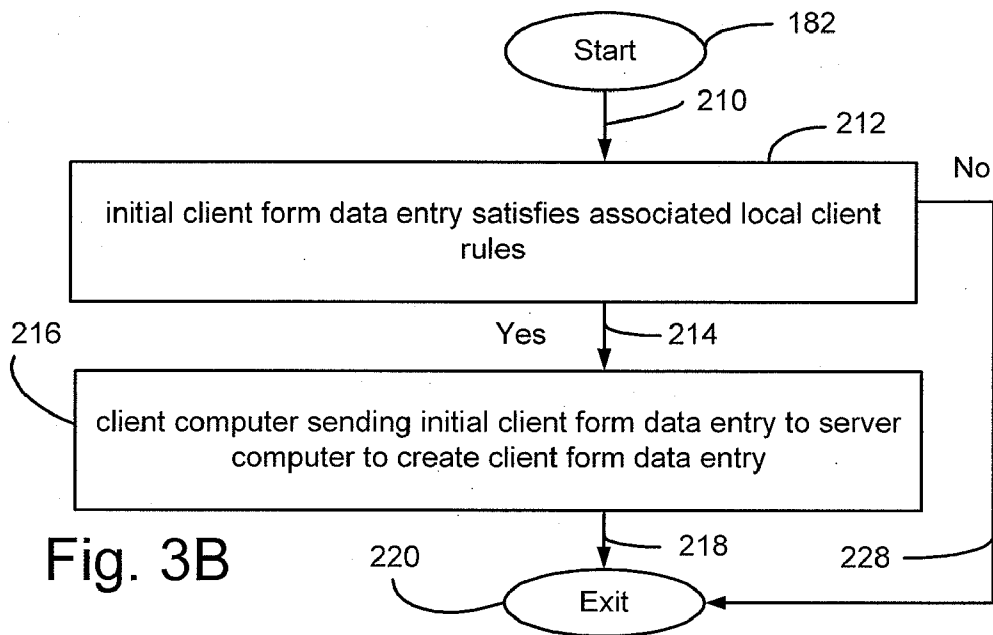 Start
182
210
212
No
initial client form data entry satisfies associated local client
rules
216
Yes
214
client computer sending initial client form data entry to server
computer to create client form data entry
Fig. 3B
220
218
228
Exit